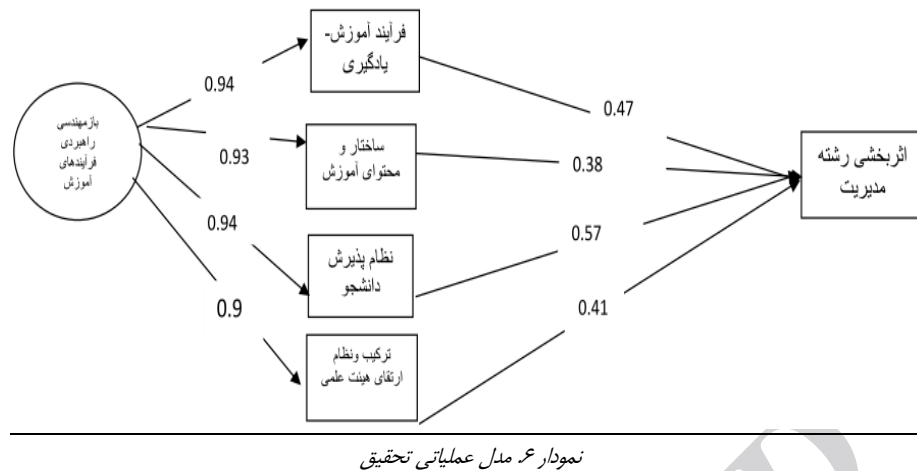 فرآیند آموزش-
یادگیری
0.94
0.47
بازمهندسی
راهبردی
فرآیندهای
آموزش
ساختار و
محتوای آموزش
0.93
0.38
اثربخشی رشته
مدیریت
0.94
نظام پذیرش
دانشجو
0.57
0.9
ترکیب ونظام
ارتقای هیئت علمی
0.41
نمودار ۶. مدل عملیاتی تحقیق